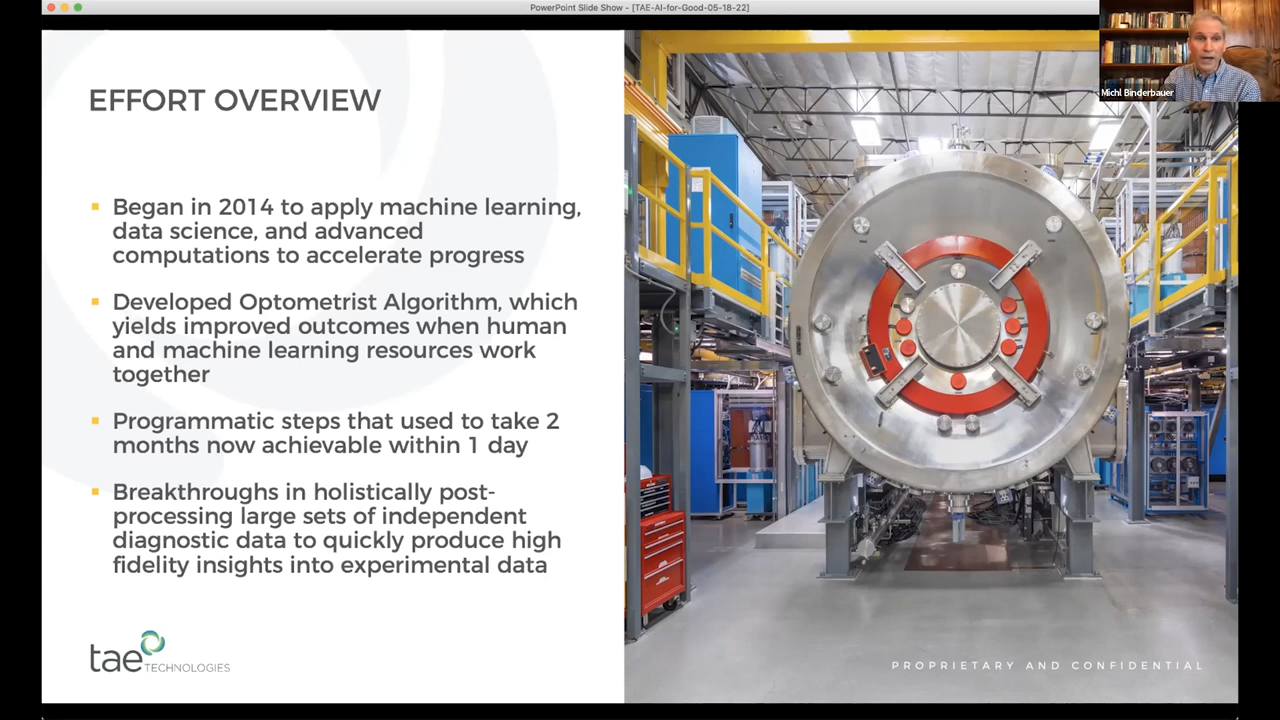 PowerPoint Slide Show - [TAE-AI-for-Good-05-18-22]
Michl Binderbauer
EFFORT OVERVIEW
Began in 2014 to apply machine learning,
data science, and advanced
computations to accelerate progress
Developed Optometrist Algorithm, which
yields improved outcomes when human
and machine learning resources work
together
Programmatic steps that used to take 2
months now achievable within 1 day
Breakthroughs in holistically post-
processing large sets of independent
diagnostic data to quickly produce high
fidelity insights into experimental data
tae TECHNOLOGIES
PROPRIETARY AND CONFIDENTIAL